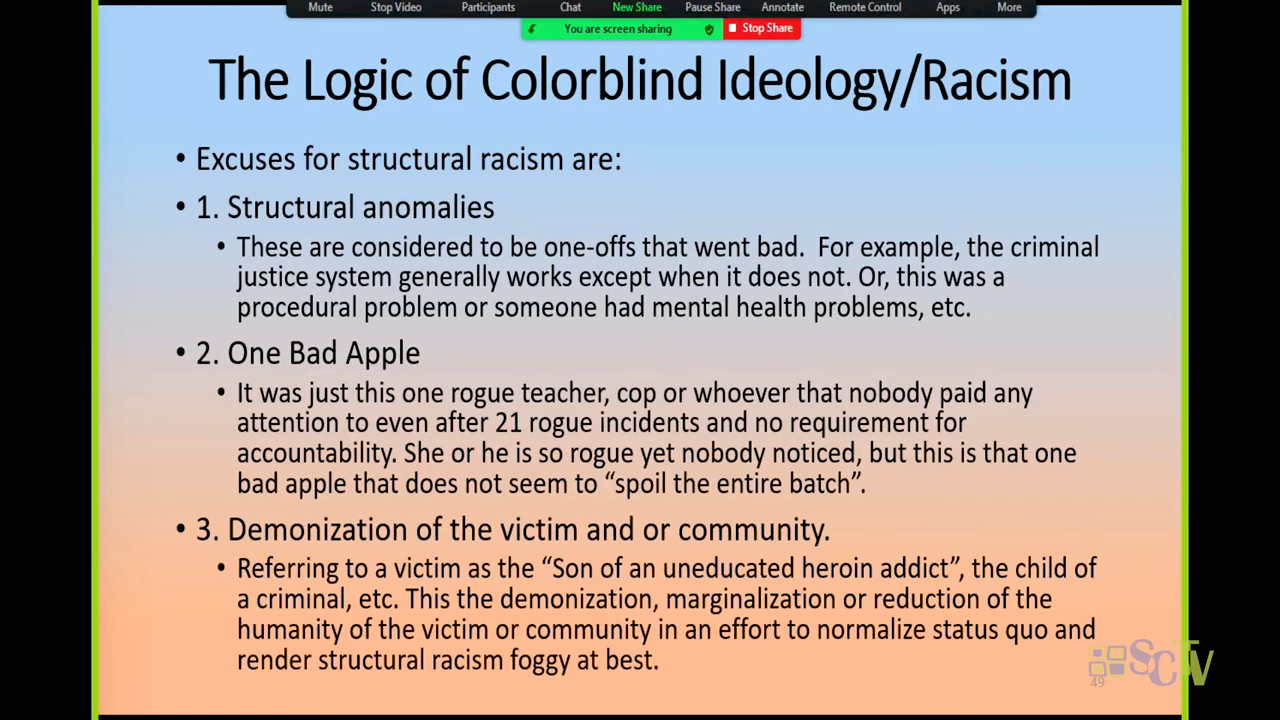 Mute Stop Video Participants Chat New Share Pause Share Annotate Remote Control Apps More
You are screen sharing Stop Share
The Logic of Colorblind Ideology/Racism
• Excuses for structural racism are:
• 1. Structural anomalies
• These are considered to be one-offs that went bad. For example, the criminal
justice system generally works except when it does not. Or, this was a
procedural problem or someone had mental health problems, etc.
• 2. One Bad Apple
• It was just this one rogue teacher, cop or whoever that nobody paid any
attention to even after 21 rogue incidents and no requirement for
accountability. She or he is so rogue yet nobody noticed, but this is that one
bad apple that does not seem to “spoil the entire batch”.
• 3. Demonization of the victim and or community.
• Referring to a victim as the “Son of an uneducated heroin addict”, the child of
a criminal, etc. This the demonization, marginalization or reduction of the
humanity of the victim or community in an effort to normalize status quo and
render structural racism foggy at best.
SCTV
49